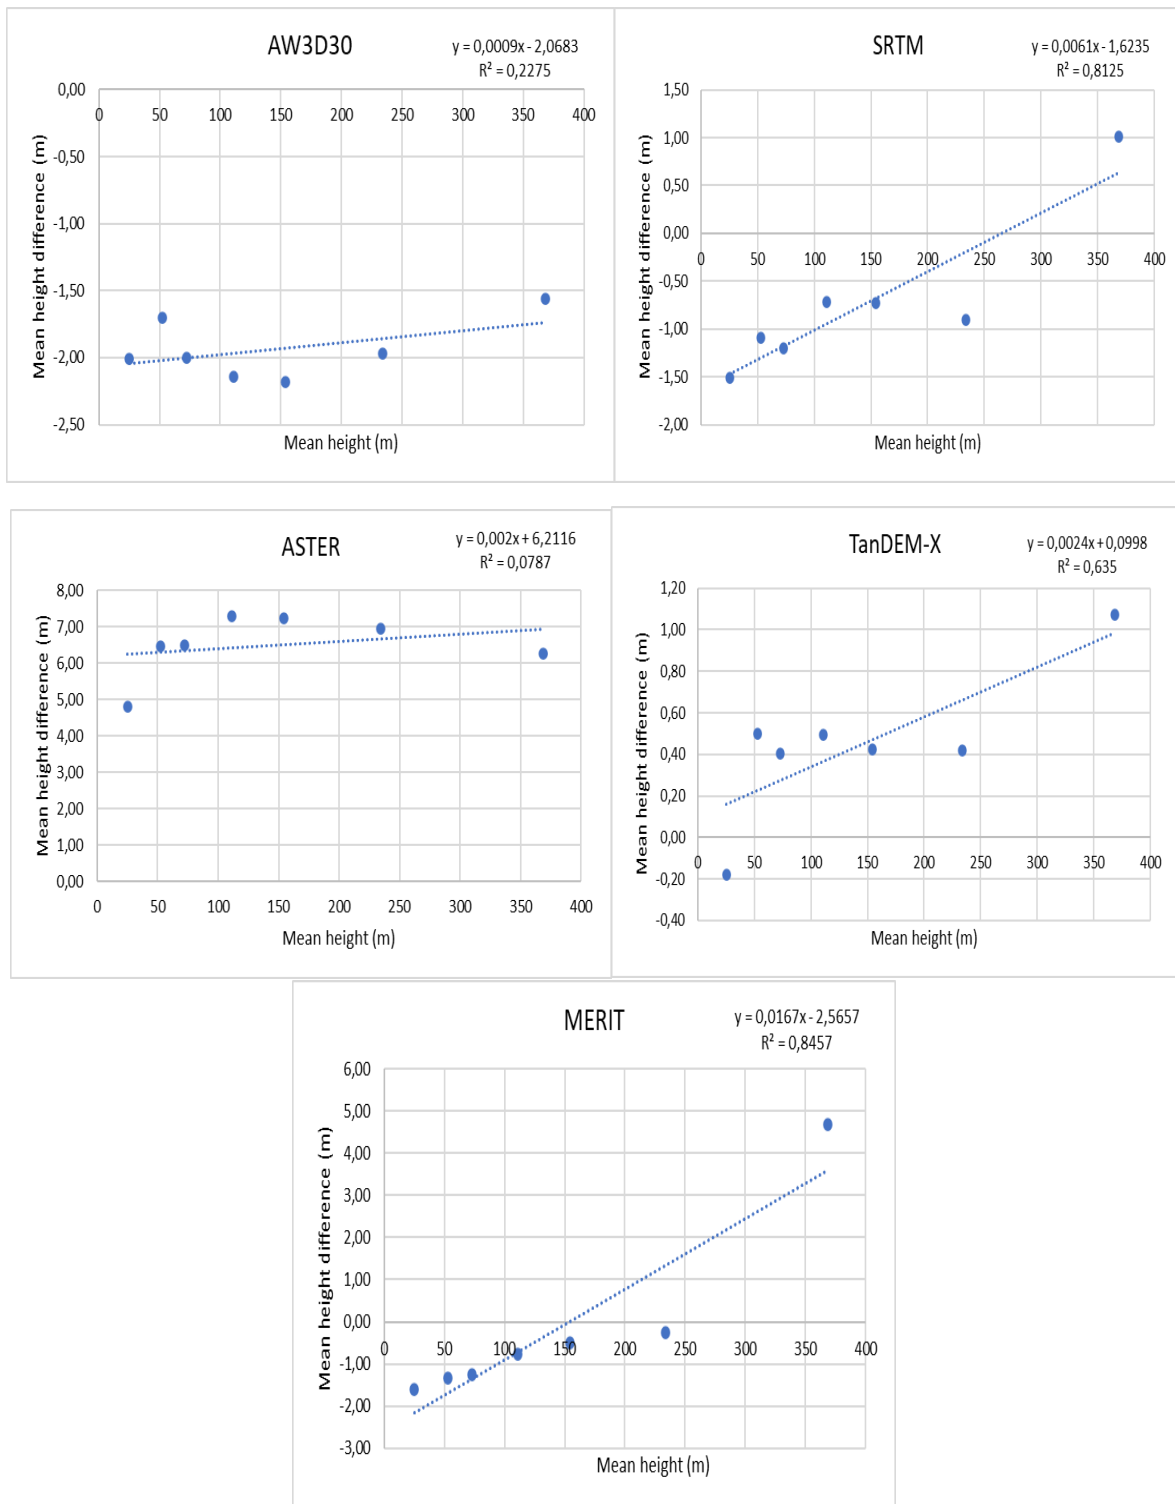 AW3D30
y = 0,0009x - 2,0683
R² = 0,2275
0,00
0 50 100 150 200 250 300 350 400
-0,50
-1,00
-1,50
-2,00
-2,50
Mean height difference (m)
Mean height (m)
SRTM
y = 0,0061x - 1,6235
R² = 0,8125
1,50
1,00
0,50
0,00
0 50 100 150 200 250 300 350 400
-0,50
-1,00
-1,50
-2,00
Mean height difference (m)
Mean height (m)
ASTER
y = 0,002x + 6,2116
R² = 0,0787
8,00
7,00
6,00
5,00
4,00
3,00
2,00
1,00
0,00
0 50 100 150 200 250 300 350 400
Mean height difference (m)
Mean height (m)
TanDEM-X
y = 0,0024x + 0,0998
R² = 0,635
1,20
1,00
0,80
0,60
0,40
0,20
0,00
0 50 100 150 200 250 300 350 400
-0,20
-0,40
Mean height difference (m)
Mean height (m)
MERIT
y = 0,0167x - 2,5657
R² = 0,8457
6,00
5,00
4,00
3,00
2,00
1,00
0,00
0 50 100 150 200 250 300 350 400
-1,00
-2,00
-3,00
Mean height difference (m)
Mean height (m)